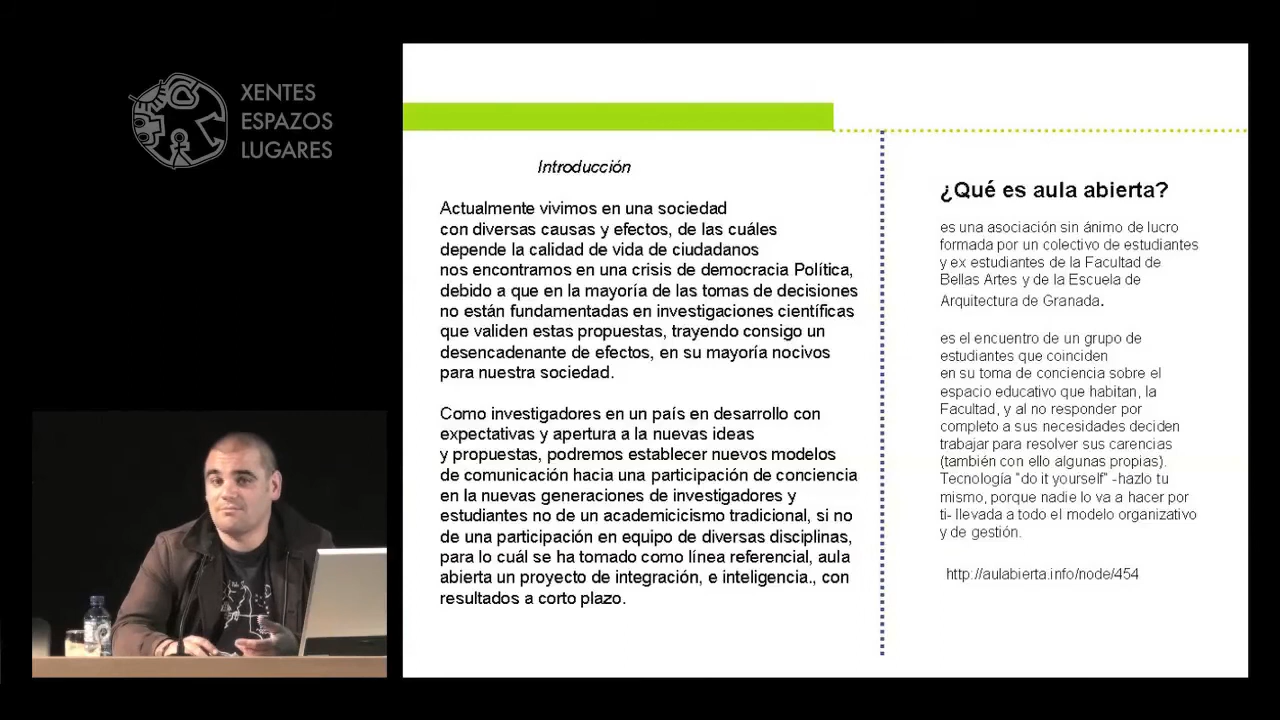 XENTES
ESPAZOS
LUGARES
Introducción
Actualmente vivimos en una sociedad
con diversas causas y efectos, de las cuáles
depende la calidad de vida de ciudadanos
nos encontramos en una crisis de democracia Política,
debido a que en la mayoría de las tomas de decisiones
no están fundamentadas en investigaciones científicas
que validen estas propuestas, trayendo consigo un
desencadenante de efectos, en su mayoría nocivos
para nuestra sociedad.
Como investigadores en un país en desarrollo con
expectativas y apertura a la nuevas ideas
y propuestas, podremos establecer nuevos modelos
de comunicación hacia una participación de conciencia
en la nuevas generaciones de investigadores y
estudiantes no de un academicicismo tradicional, si no
de una participación en equipo de diversas disciplinas,
para lo cuál se ha tomado como línea referencial, aula
abierta un proyecto de integración, e inteligencia., con
resultados a corto plazo.
¿Qué es aula abierta?
es una asociación sin ánimo de lucro
formada por un colectivo de estudiantes
y ex estudiantes de la Facultad de
Bellas Artes y de la Escuela de
Arquitectura de Granada.
es el encuentro de un grupo de
estudiantes que coinciden
en su toma de conciencia sobre el
espacio educativo que habitan, la
Facultad, y al no responder por
completo a sus necesidades deciden
trabajar para resolver sus carencias
(también con ello algunas propias).
Tecnología "do it yourself" -hazlo tu
mismo, porque nadie lo va a hacer por
ti- llevada a todo el modelo organizativo
y de gestión.
http://aulabierta.info/node/454